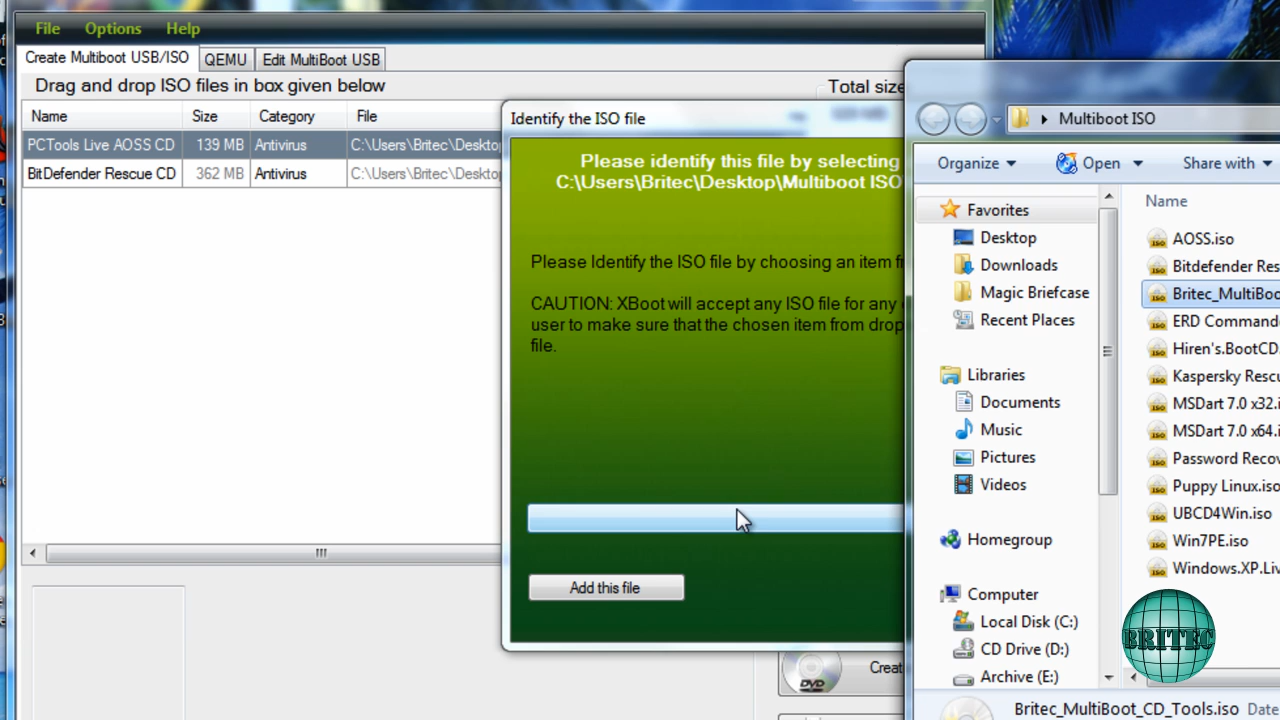 File Options Help
Create Multiboot USB/ISO QEMU Edit MultiBoot USB
Drag and drop ISO files in box given below
Total size
Name Size Category File
PCTools Live AOSS CD 139 MB Antivirus C:\Users\Britec\Deskto
BitDefender Rescue CD 362 MB Antivirus C:\Users\Britec\Deskto
Identify the ISO file
Please identify this file by selecting
C:\Users\Britec\Desktop\Multiboot ISO
Please Identify the ISO file by choosing an item
CAUTION: XBoot will accept any ISO file for any
user to make sure that the chosen item from drop
file.
Add this file
DVD
Multiboot ISO
Organize Open Share with
Favorites
Desktop
Downloads
Magic Briefcase
Recent Places
Libraries
Documents
Music
Pictures
Videos
Homegroup
Computer
Local Disk (C:)
CD Drive (D:)
Archive (E:)
Name
AOSS.iso
Bitdefender Res
Britec_MultiBoo
ERD Command
Hiren's.BootCD
Kaspersky Rescu
MSDart 7.0 x32.i
MSDart 7.0 x64.i
Password Recov
Puppy Linux.iso
UBCD4Win.iso
Win7PE.iso
Windows.XP.Liv
BRITEC
Britec_MultiBoot_CD_Tools.iso Date